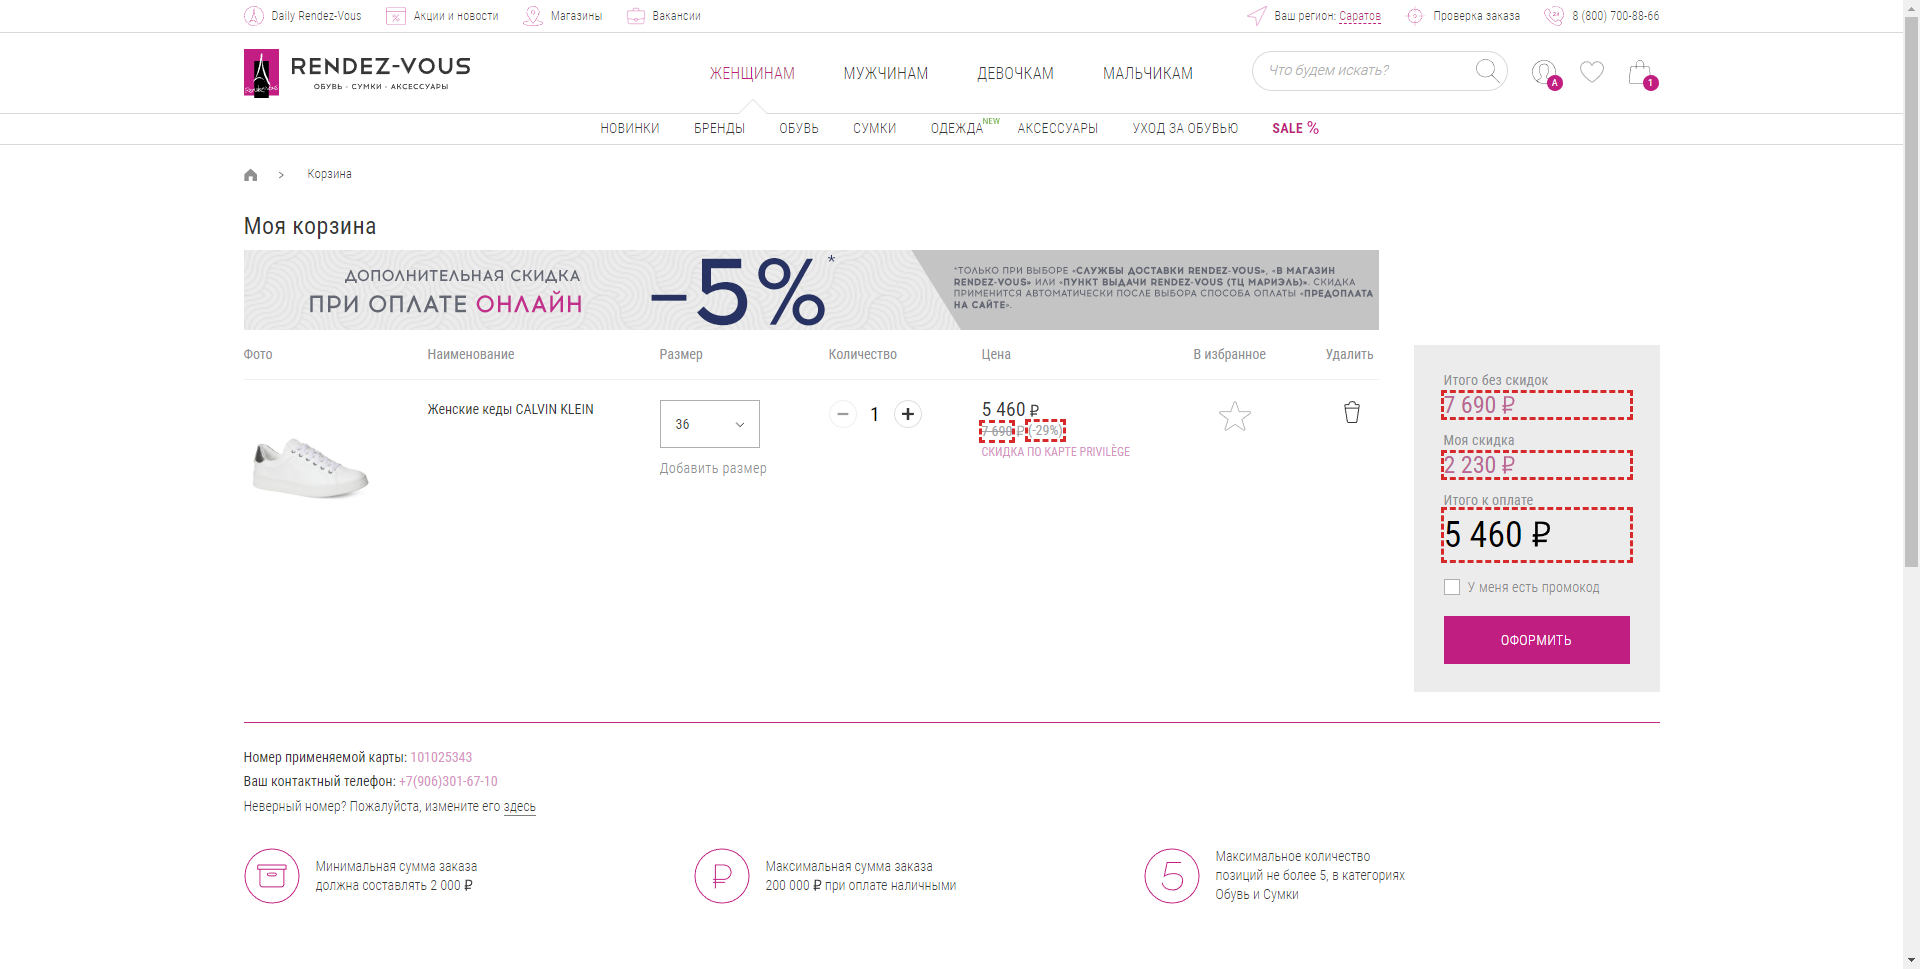 Daily Rendez-Vous Акции и новости Магазины Вакансии Ваш регион: Саратов Проверка заказа 8 (800) 700-88-66
RENDEZ-VOUS
ОБУВЬ · СУМКИ · АКСЕССУАРЫ
ЖЕНЩИНАМ МУЖЧИНАМ ДЕВОЧКАМ МАЛЬЧИКАМ
Что будем искать?
A
1
НОВИНКИ БРЕНДЫ ОБУВЬ СУМКИ ОДЕЖДА NEW АКСЕССУАРЫ УХОД ЗА ОБУВЬЮ SALE %
> Корзина
Моя корзина
ДОПОЛНИТЕЛЬНАЯ СКИДКА
ПРИ ОПЛАТЕ ОНЛАЙН
–5%*
*ТОЛЬКО ПРИ ВЫБОРЕ «СЛУЖБЫ ДОСТАВКИ RENDEZ-VOUS», «В МАГАЗИН
RENDEZ-VOUS» ИЛИ «ПУНКТ ВЫДАЧИ RENDEZ-VOUS (ТЦ МАРИЭЛЬ)». СКИДКА
ПРИМЕНИТСЯ АВТОМАТИЧЕСКИ ПОСЛЕ ВЫБОРА СПОСОБА ОПЛАТЫ «ПРЕДОПЛАТА
НА САЙТЕ».
Фото Наименование Размер Количество Цена В избранное Удалить
Женские кеды CALVIN KLEIN
36
Добавить размер
1
5 460 ₽
7 690 ₽ (-29%)
СКИДКА ПО КАРТЕ PRIVILÈGE
Итого без скидок
7 690 ₽
Моя скидка
2 230 ₽
Итого к оплате
5 460 ₽
У меня есть промокод
ОФОРМИТЬ
Номер применяемой карты: 101025343
Ваш контактный телефон: +7(906)301-67-10
Неверный номер? Пожалуйста, измените его здесь
Минимальная сумма заказа
должна составлять 2 000 ₽
Максимальная сумма заказа
200 000 ₽ при оплате наличными
5
Максимальное количество
позиций не более 5, в категориях
Обувь и Сумки